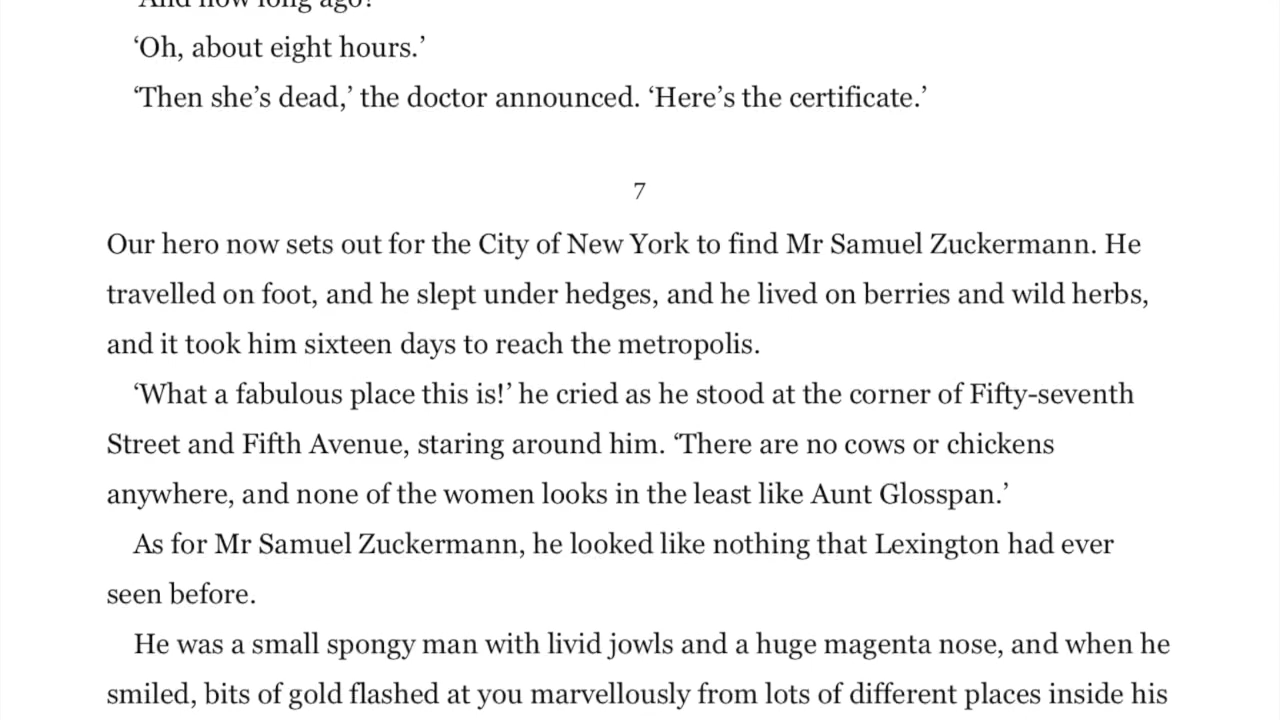 ‘And how long ago?’
‘Oh, about eight hours.’
‘Then she’s dead,’ the doctor announced. ‘Here’s the certificate.’
7
Our hero now sets out for the City of New York to find Mr Samuel Zuckermann. He
travelled on foot, and he slept under hedges, and he lived on berries and wild herbs,
and it took him sixteen days to reach the metropolis.
‘What a fabulous place this is!’ he cried as he stood at the corner of Fifty-seventh
Street and Fifth Avenue, staring around him. ‘There are no cows or chickens
anywhere, and none of the women looks in the least like Aunt Glosspan.’
As for Mr Samuel Zuckermann, he looked like nothing that Lexington had ever
seen before.
He was a small spongy man with livid jowls and a huge magenta nose, and when he
smiled, bits of gold flashed at you marvellously from lots of different places inside his